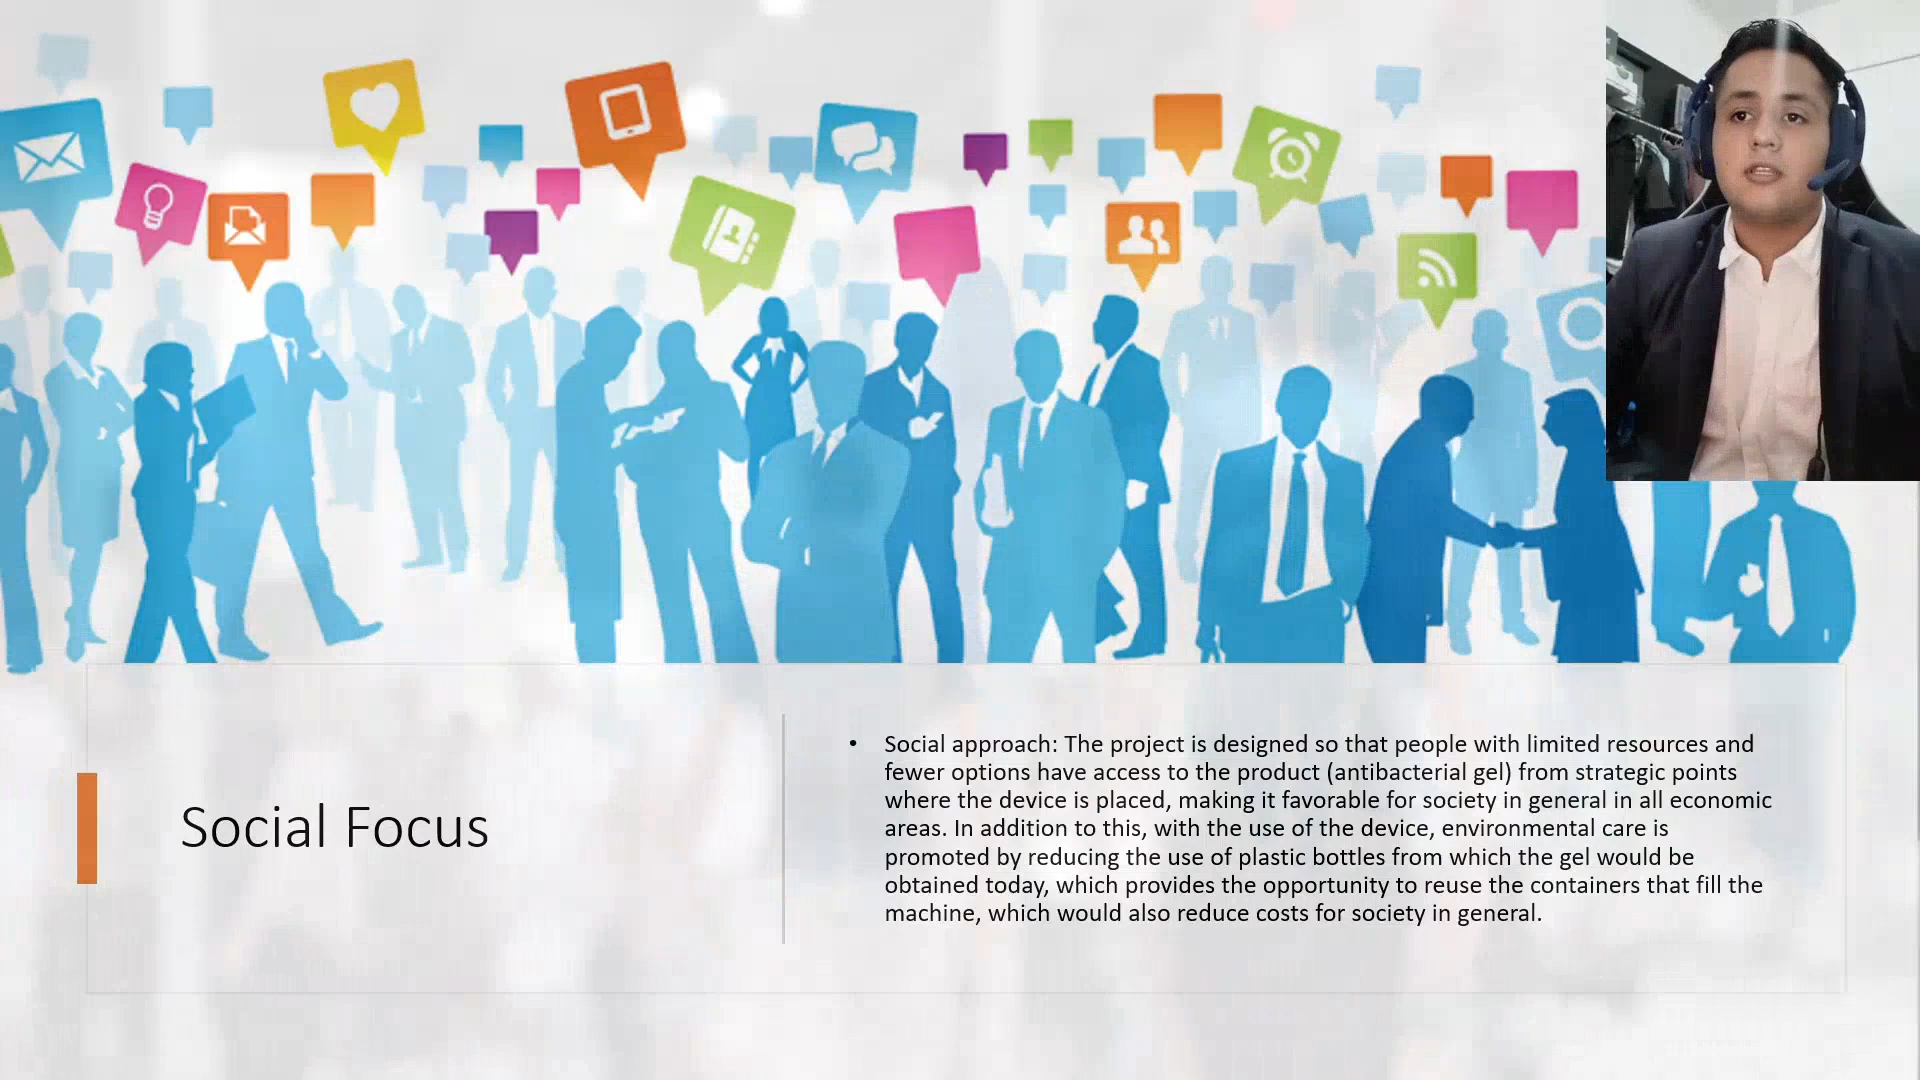 Social Focus
• Social approach: The project is designed so that people with limited resources and
fewer options have access to the product (antibacterial gel) from strategic points
where the device is placed, making it favorable for society in general in all economic
areas. In addition to this, with the use of the device, environmental care is
promoted by reducing the use of plastic bottles from which the gel would be
obtained today, which provides the opportunity to reuse the containers that fill the
machine, which would also reduce costs for society in general.